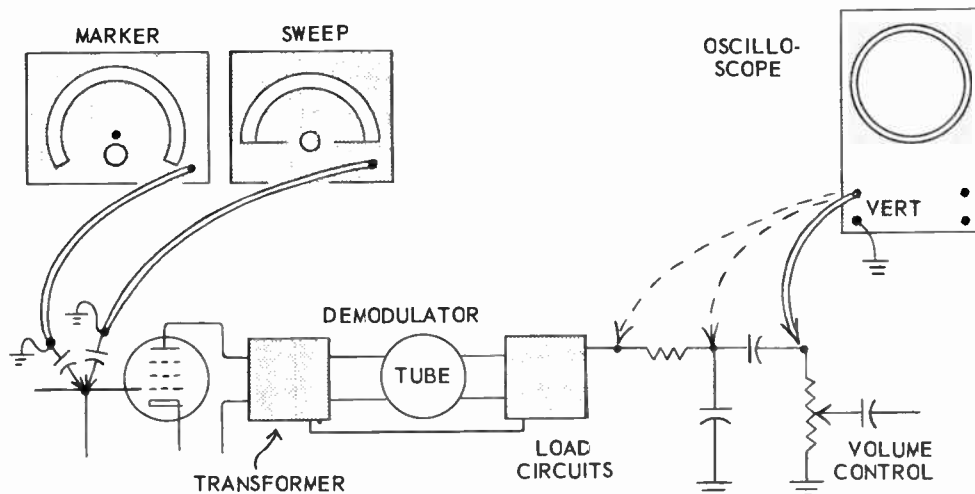 MARKER
SWEEP
OSCILLO-
SCOPE
VERT
DEMODULATOR
TUBE
TRANSFORMER
LOAD
CIRCUITS
VOLUME
CONTROL